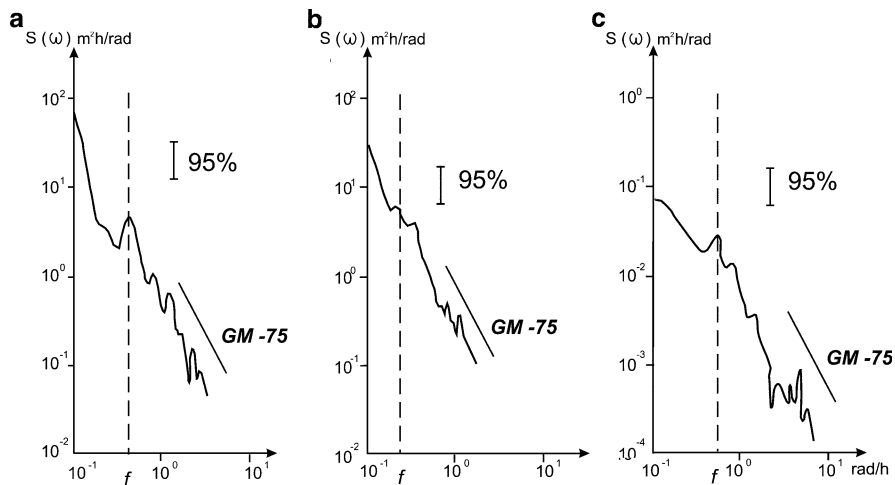 a
S (ω) m²h/rad
10²
10¹
10⁰
10⁻¹
10⁻²
95%
GM -75
10⁻¹
f
10⁰
10¹
b
S (ω) m²h/rad
10²
10¹
10⁰
10⁻¹
10⁻²
95%
GM -75
10⁻¹
f
10⁰
10¹
c
S (ω) m²h/rad
10⁰
10⁻¹
10⁻²
10⁻³
10⁻⁴
95%
GM -75
10⁻¹
f
10⁰
10¹
rad/h